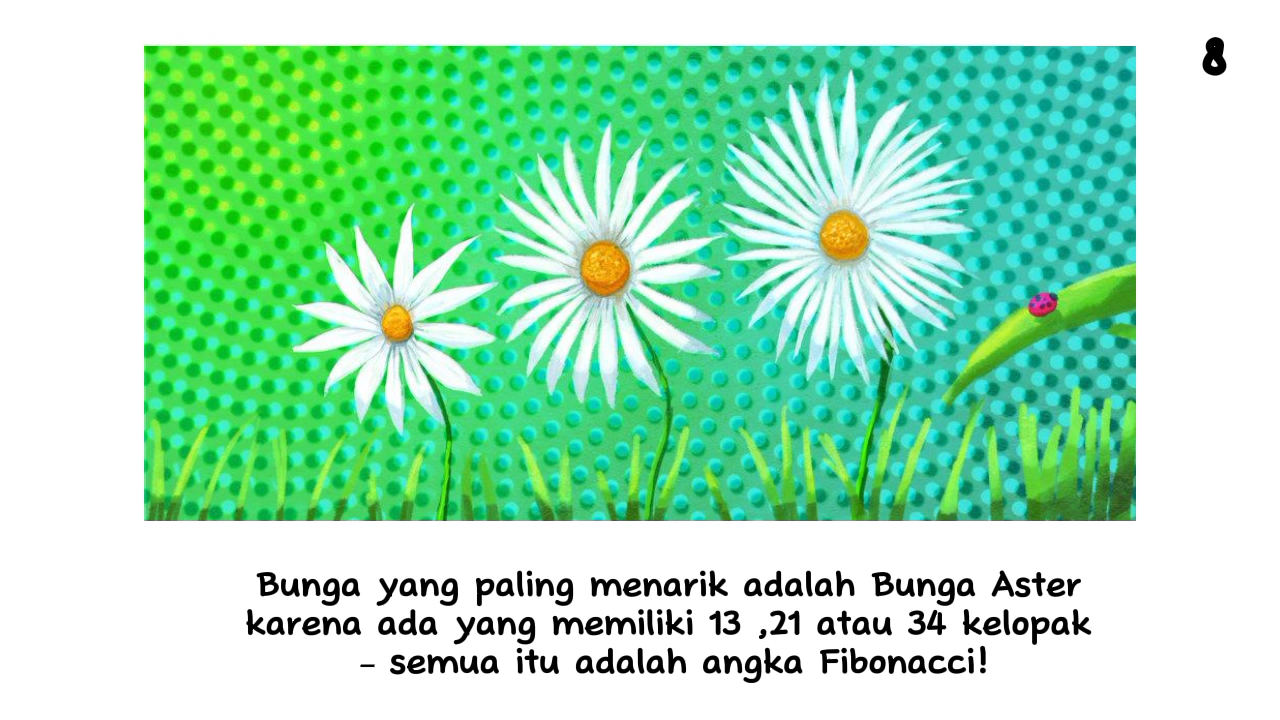 8
Bunga yang paling menarik adalah Bunga Aster
karena ada yang memiliki 13 ,21 atau 34 kelopak
– semua itu adalah angka Fibonacci!